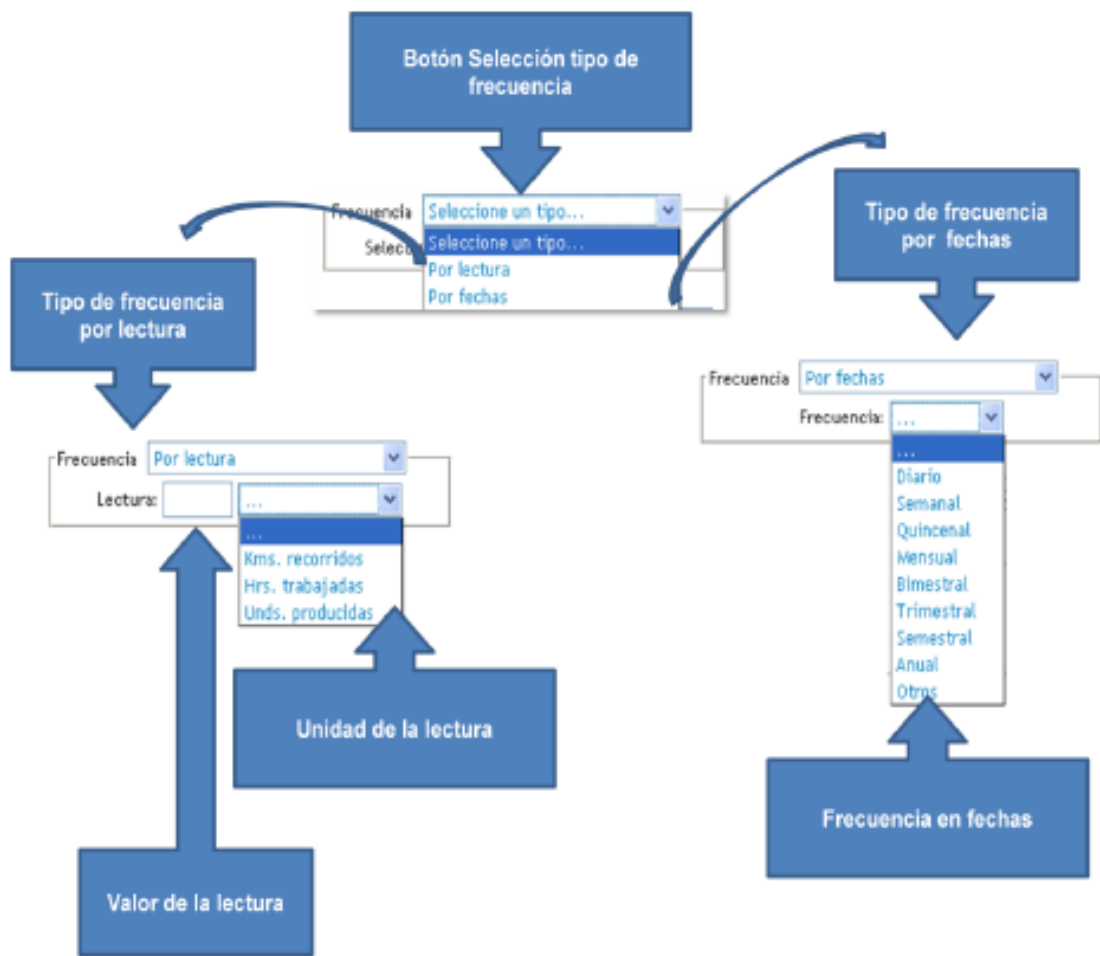 Botón Selección tipo de
frecuencia
Frecuencia Seleccione un tipo...
Seleccione un tipo...
Por lectura
Por fechas
Tipo de frecuencia
por fechas
Tipo de frecuencia
por lectura
Frecuencia Por fechas
Frecuencia: ...
...
Diario
Semanal
Quincenal
Mensual
Bimestral
Trimestral
Semestral
Anual
Otros
Frecuencia Por lectura
Lectura: ...
...
Kms. recorridos
Hrs. trabajadas
Unds. producidas
Unidad de la lectura
Frecuencia en fechas
Valor de la lectura